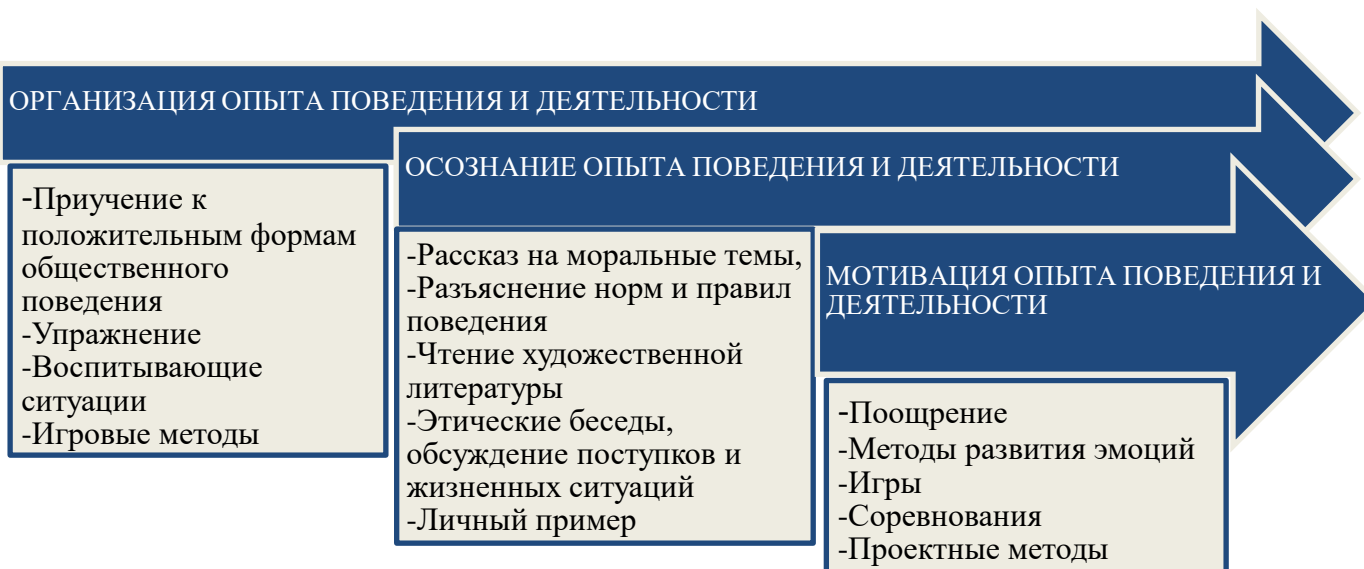 ОРГАНИЗАЦИЯ ОПЫТА ПОВЕДЕНИЯ И ДЕЯТЕЛЬНОСТИ
-Приучение к
положительным формам
общественного
поведения
-Упражнение
-Воспитывающие
ситуации
-Игровые методы
ОСОЗНАНИЕ ОПЫТА ПОВЕДЕНИЯ И ДЕЯТЕЛЬНОСТИ
-Рассказ на моральные темы,
-Разъяснение норм и правил
поведения
-Чтение художественной
литературы
-Этические беседы,
обсуждение поступков и
жизненных ситуаций
-Личный пример
МОТИВАЦИЯ ОПЫТА ПОВЕДЕНИЯ И
ДЕЯТЕЛЬНОСТИ
-Поощрение
-Методы развития эмоций
-Игры
-Соревнования
-Проектные методы